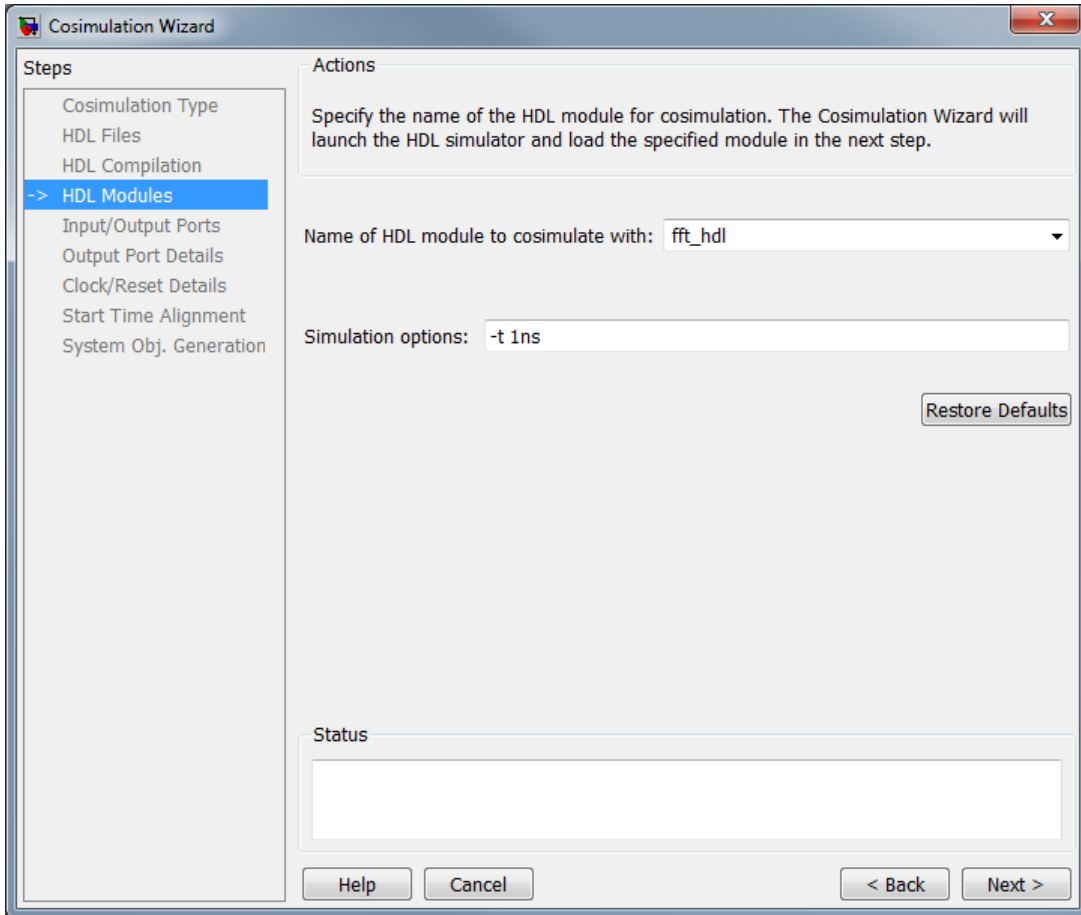 Cosimulation Wizard
Steps
Cosimulation Type
HDL Files
HDL Compilation
-> HDL Modules
Input/Output Ports
Output Port Details
Clock/Reset Details
Start Time Alignment
System Obj. Generation
Actions
Specify the name of the HDL module for cosimulation. The Cosimulation Wizard will
launch the HDL simulator and load the specified module in the next step.
Name of HDL module to cosimulate with: fft_hdl
Simulation options: -t 1ns
Restore Defaults
Status
Help Cancel < Back Next >